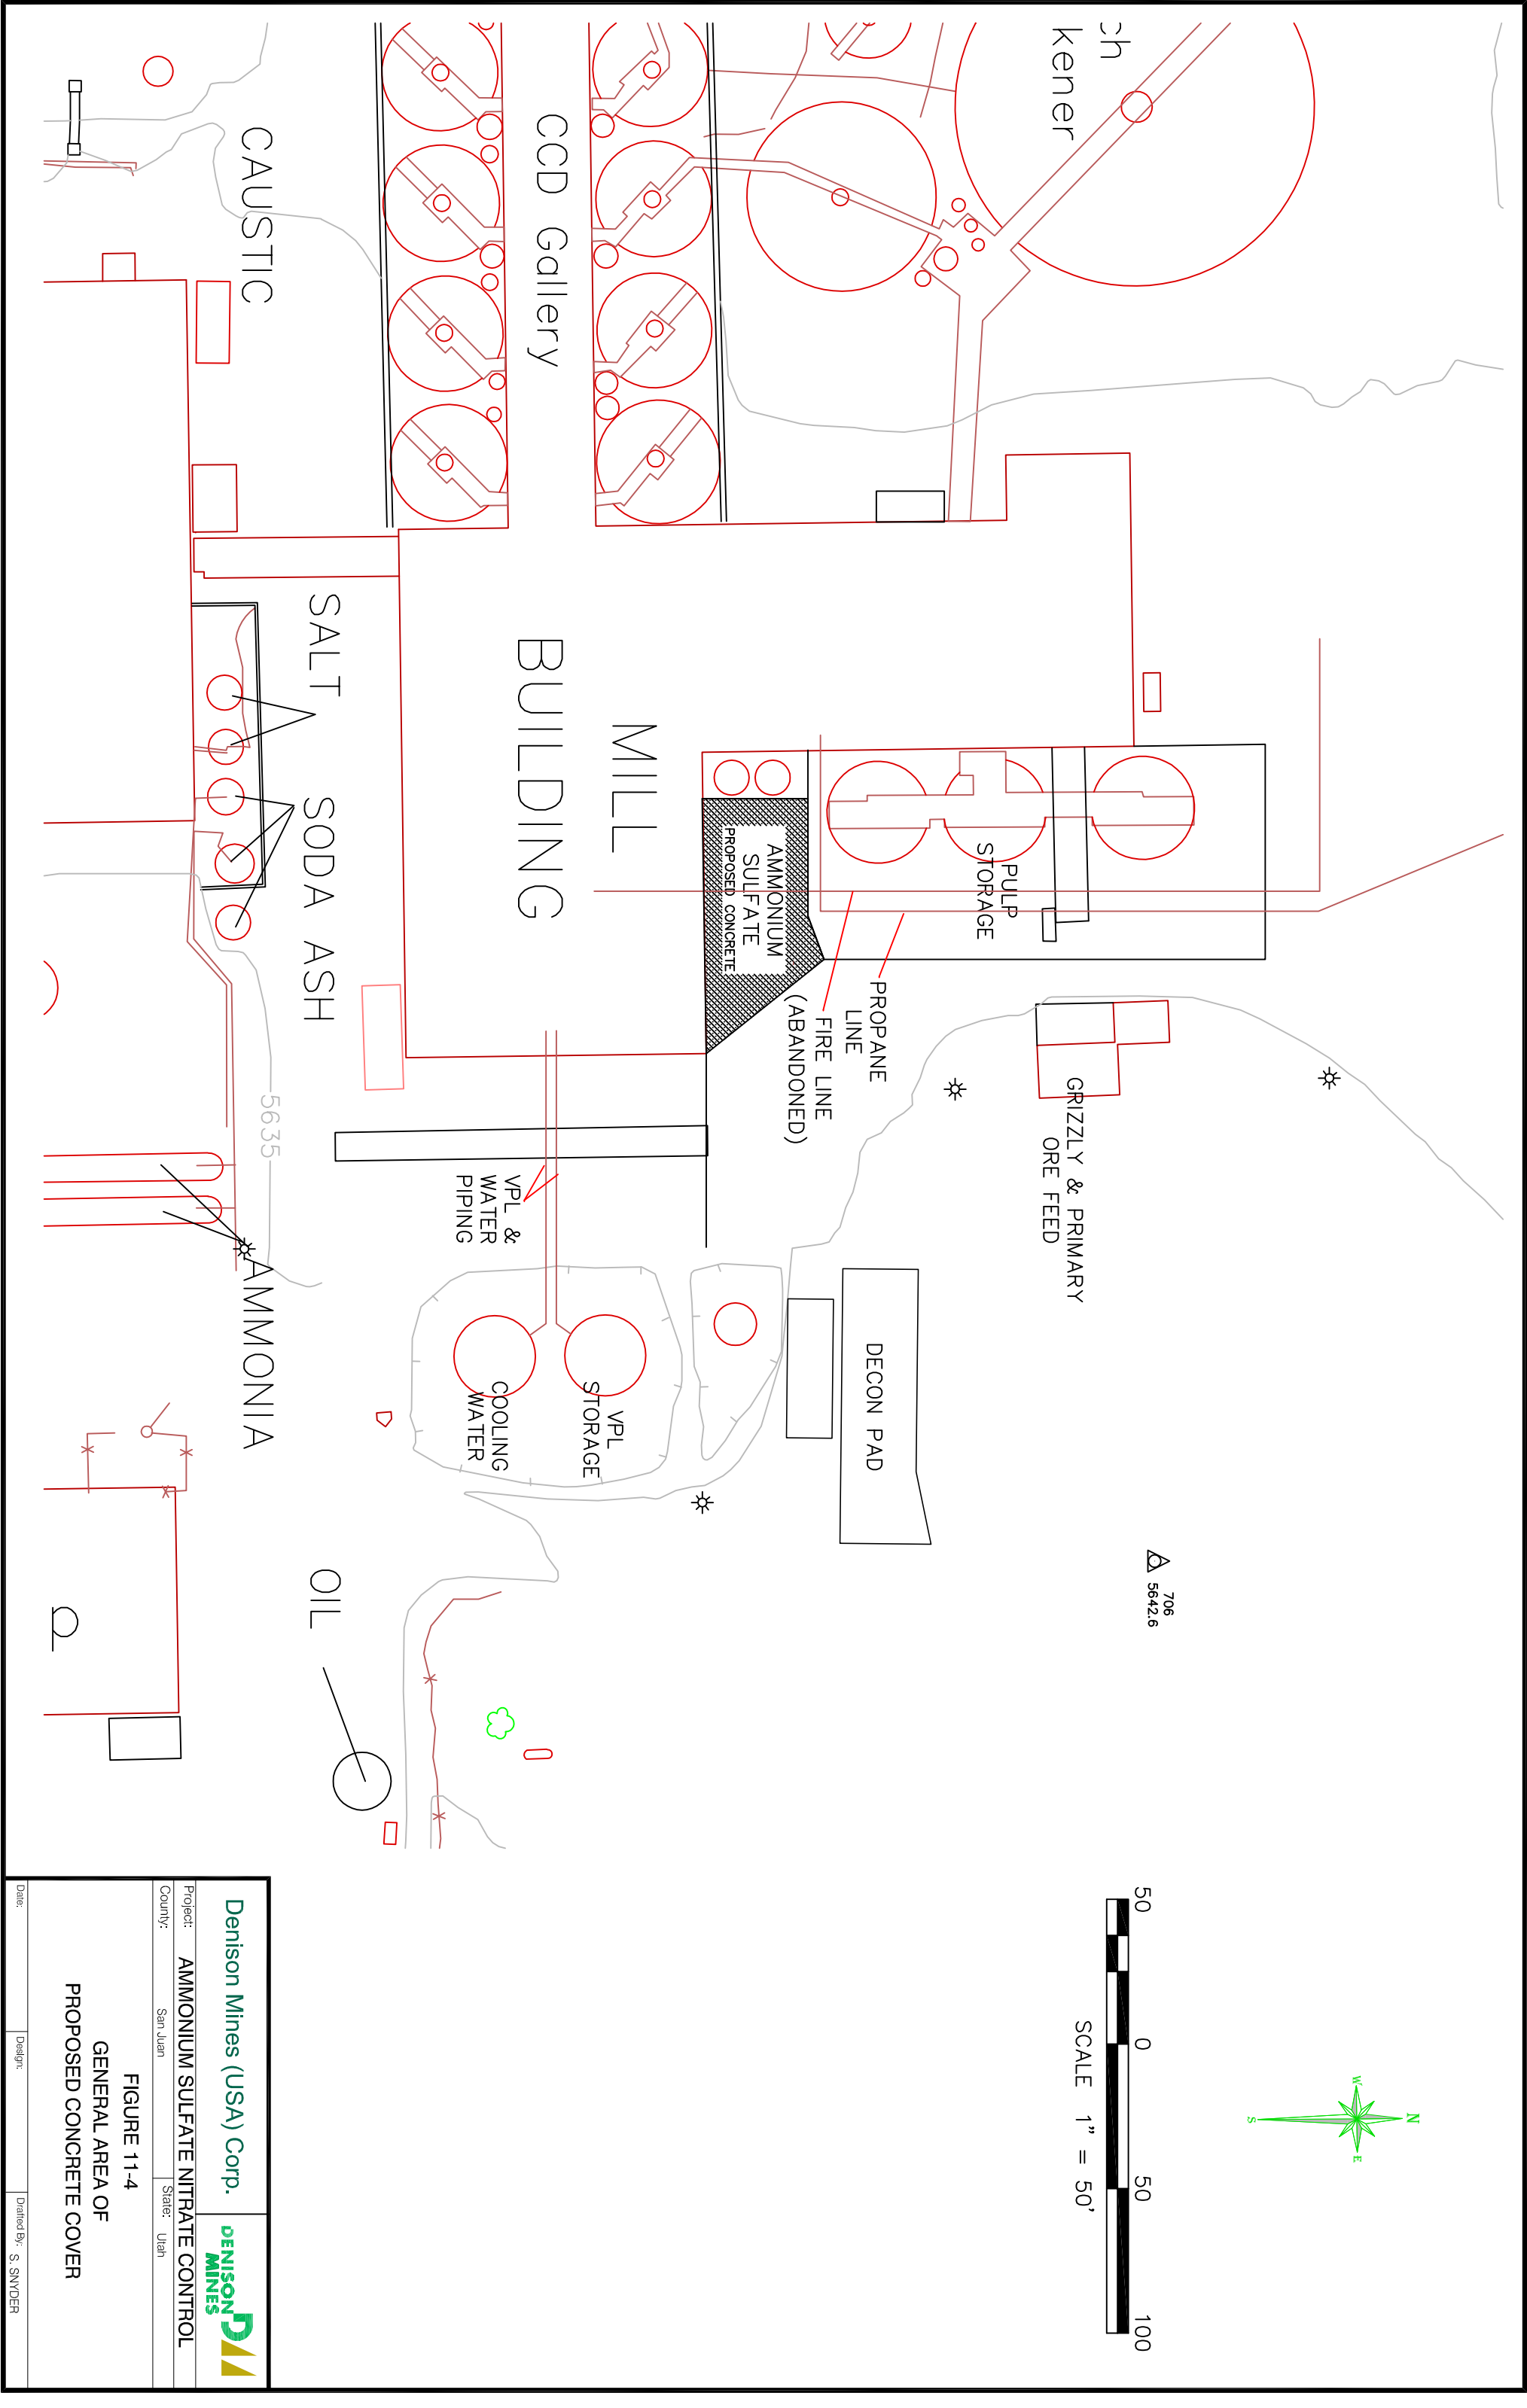 ch
kener
CCD Gallery
CAUSTIC
SALT
SODA ASH
MILL
BUILDING
PULP
STORAGE
AMMONIUM
SULFATE
PROPOSED CONCRETE
PROPANE
LINE
FIRE LINE
(ABANDONED)
GRIZZLY & PRIMARY
ORE FEED
5635
VPL &
WATER
PIPING
AMMONIA
VPL
STORAGE
COOLING
WATER
DECON PAD
706
5642.6
OIL
50 0 50 100
SCALE 1" = 50'
N
W
E
S
Denison Mines (USA) Corp.
DENISON
MINES
Project: AMMONIUM SULFATE NITRATE CONTROL
County: San Juan State: Utah
FIGURE 11-4
GENERAL AREA OF
PROPOSED CONCRETE COVER
Date: Design: Drafted By: S. SNYDER